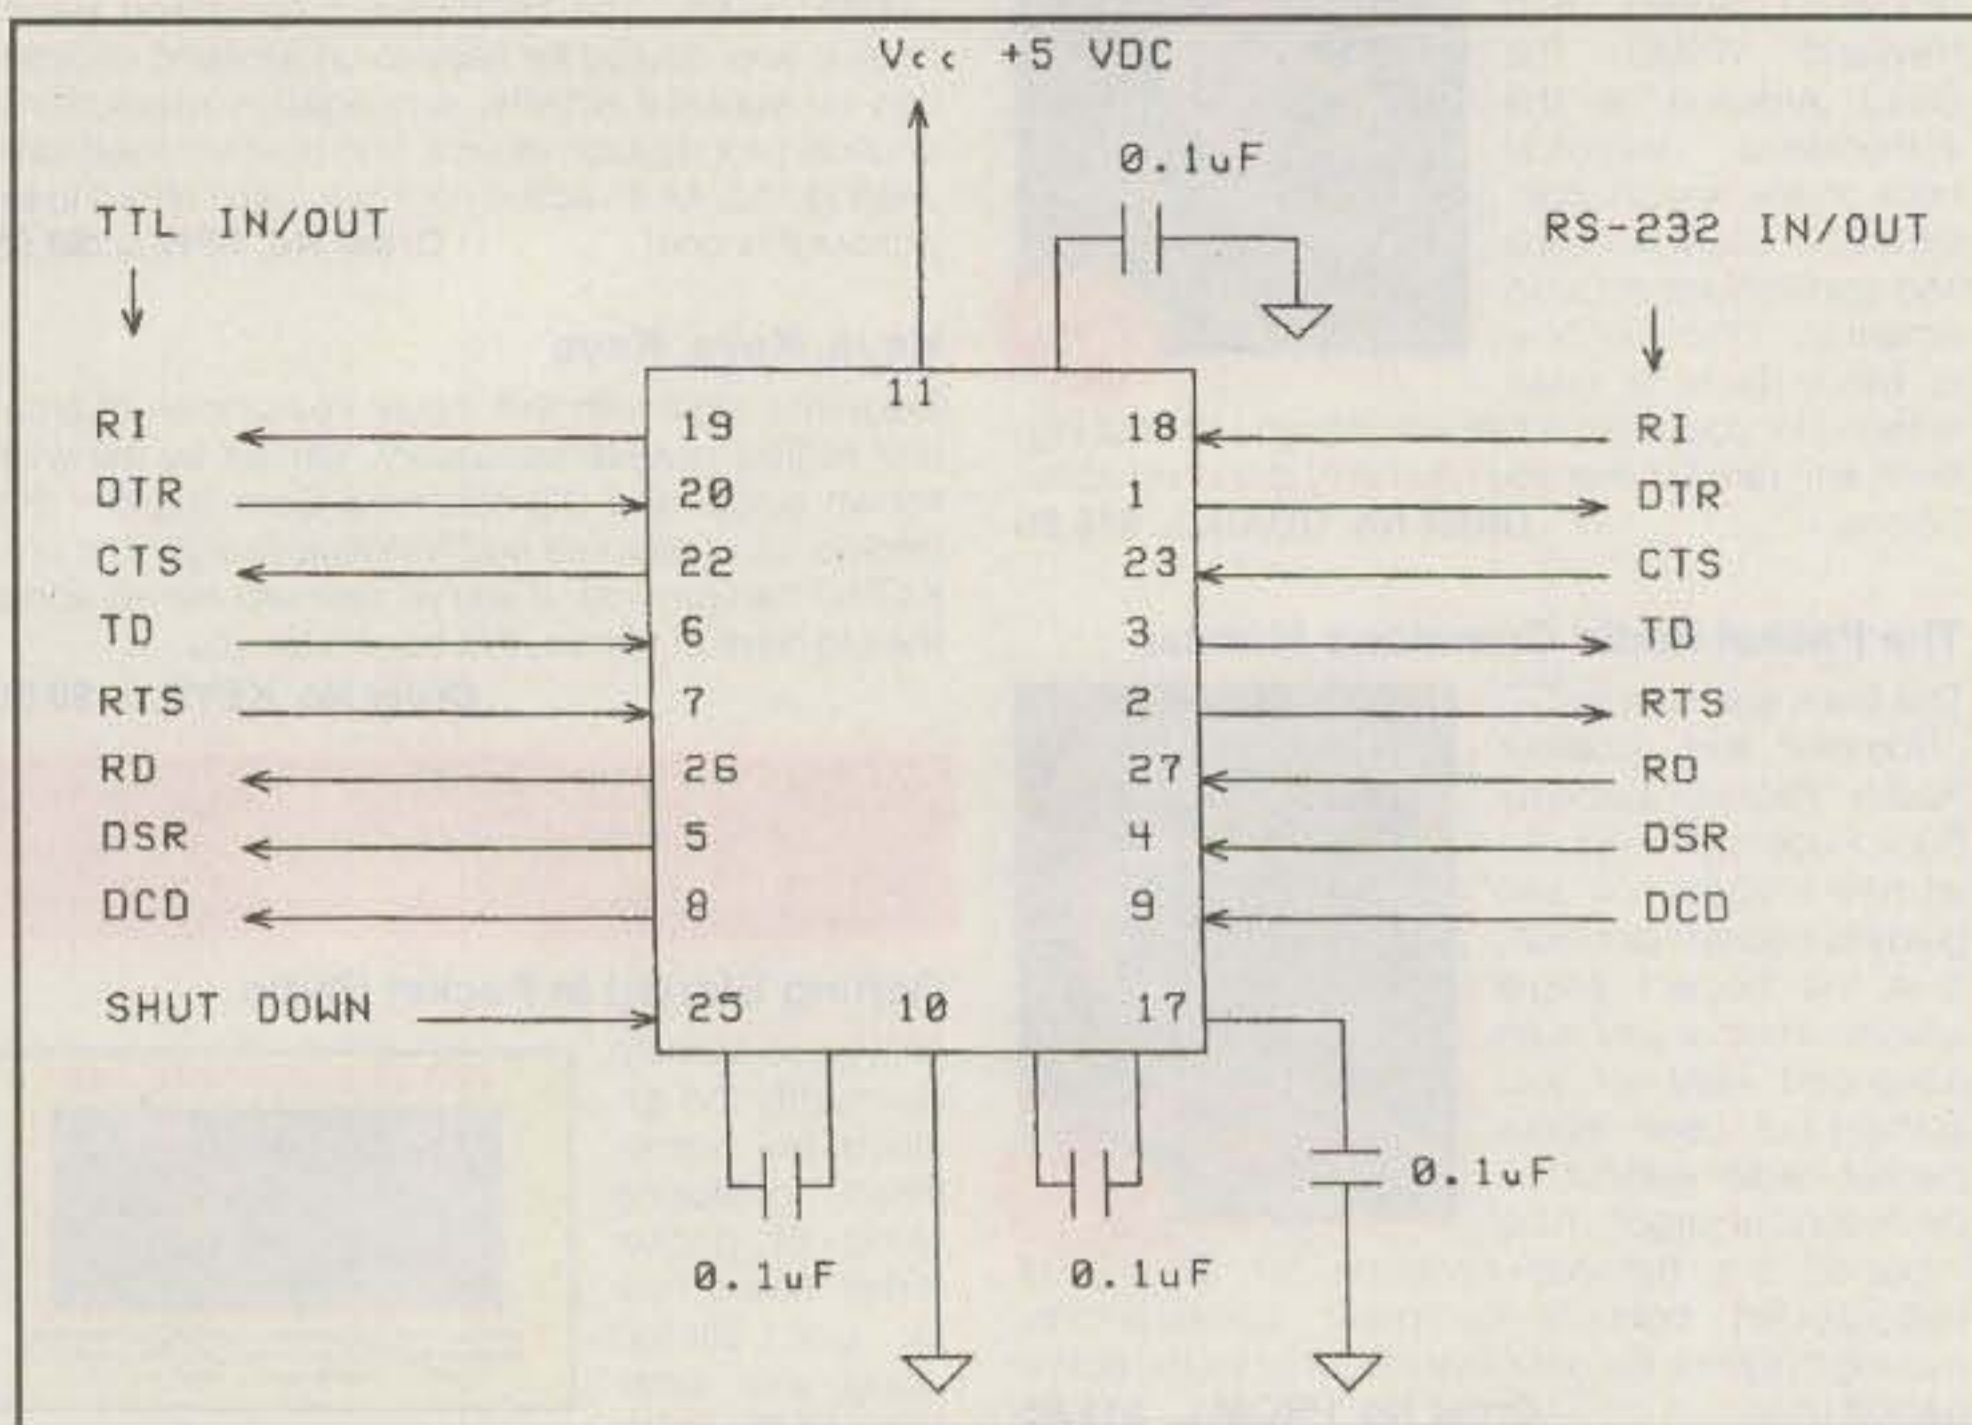 Vcc +5 VDC
0.1uF
TTL IN/OUT
RS-232 IN/OUT
11
RI 19 18 RI
DTR 20 1 DTR
CTS 22 23 CTS
TD 6 3 TD
RTS 7 2 RTS
RD 26 27 RD
DSR 5 4 DSR
DCD 8 9 DCD
SHUT DOWN 25 10 17
0.1uF
0.1uF 0.1uF